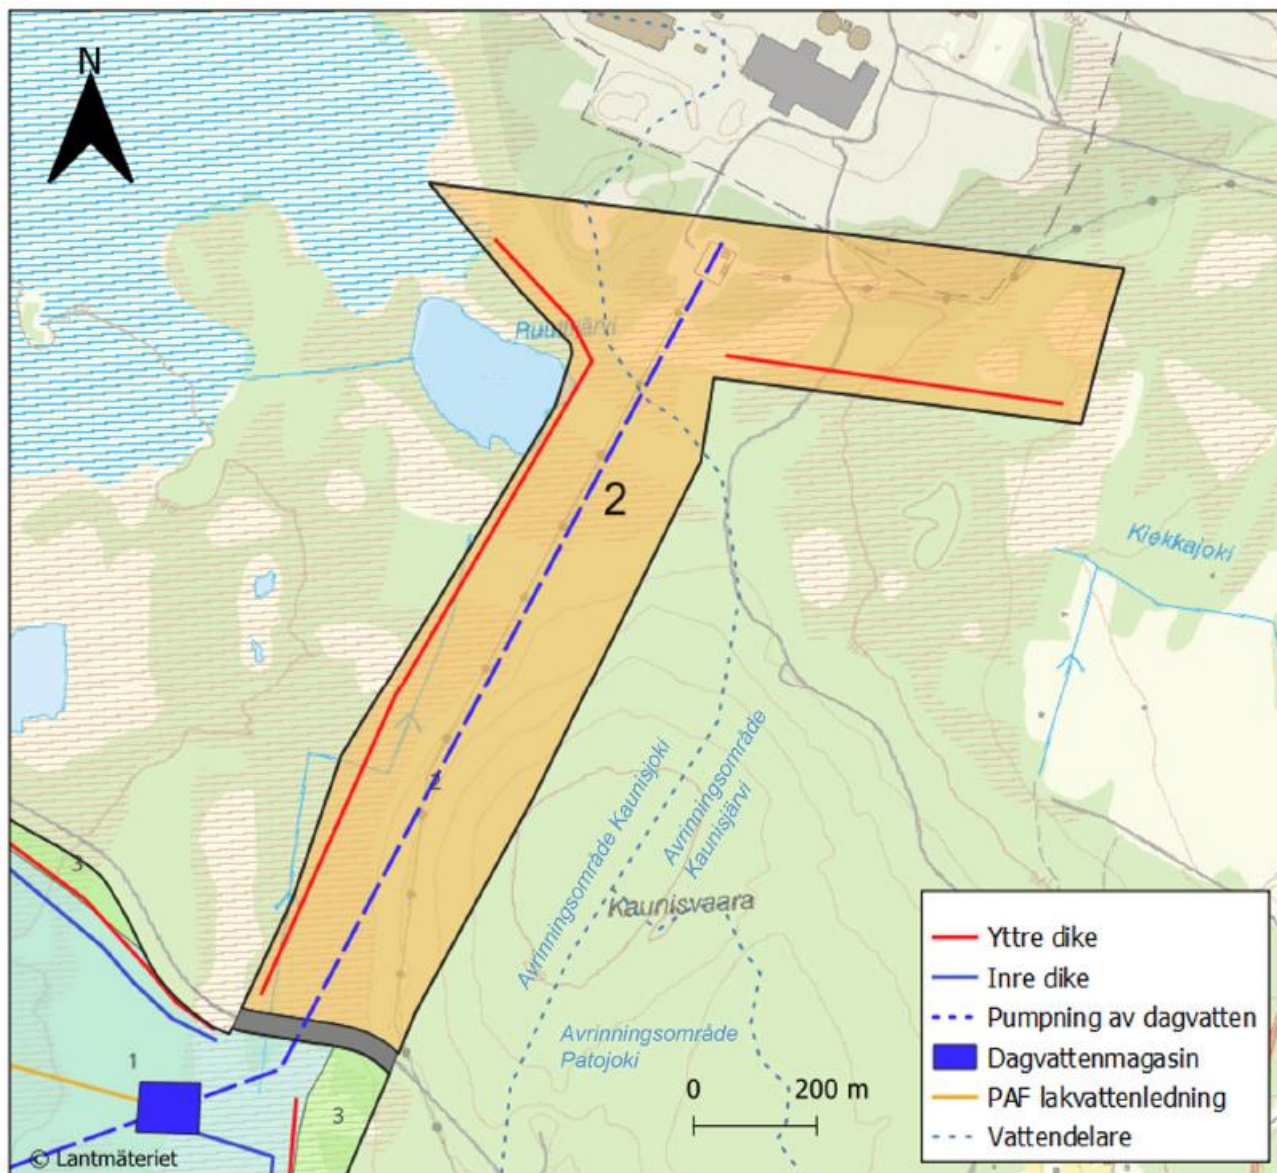 N
Ruutijärvi
2
Kiekkajoki
2
Avrinningsområde Kaunisjoki
Avrinningsområde
Kaunisjärvi
Kaunisvaara
3
Avrinningsområde
Patojoki
1
3
0 200 m
Yttre dike
Inre dike
Pumpning av dagvatten
Dagvattenmagasin
PAF lakvattenledning
Vattendelare
© Lantmäteriet